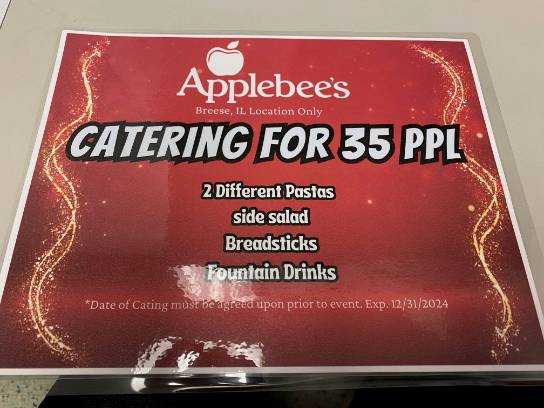 Applebee's
Breese, IL Location Only
CATERING FOR 35 PPL
2 Different Pastas
side salad
Breadsticks
Fountain Drinks
*Date of Cating must be agreed upon prior to event. Exp. 12/31/2024